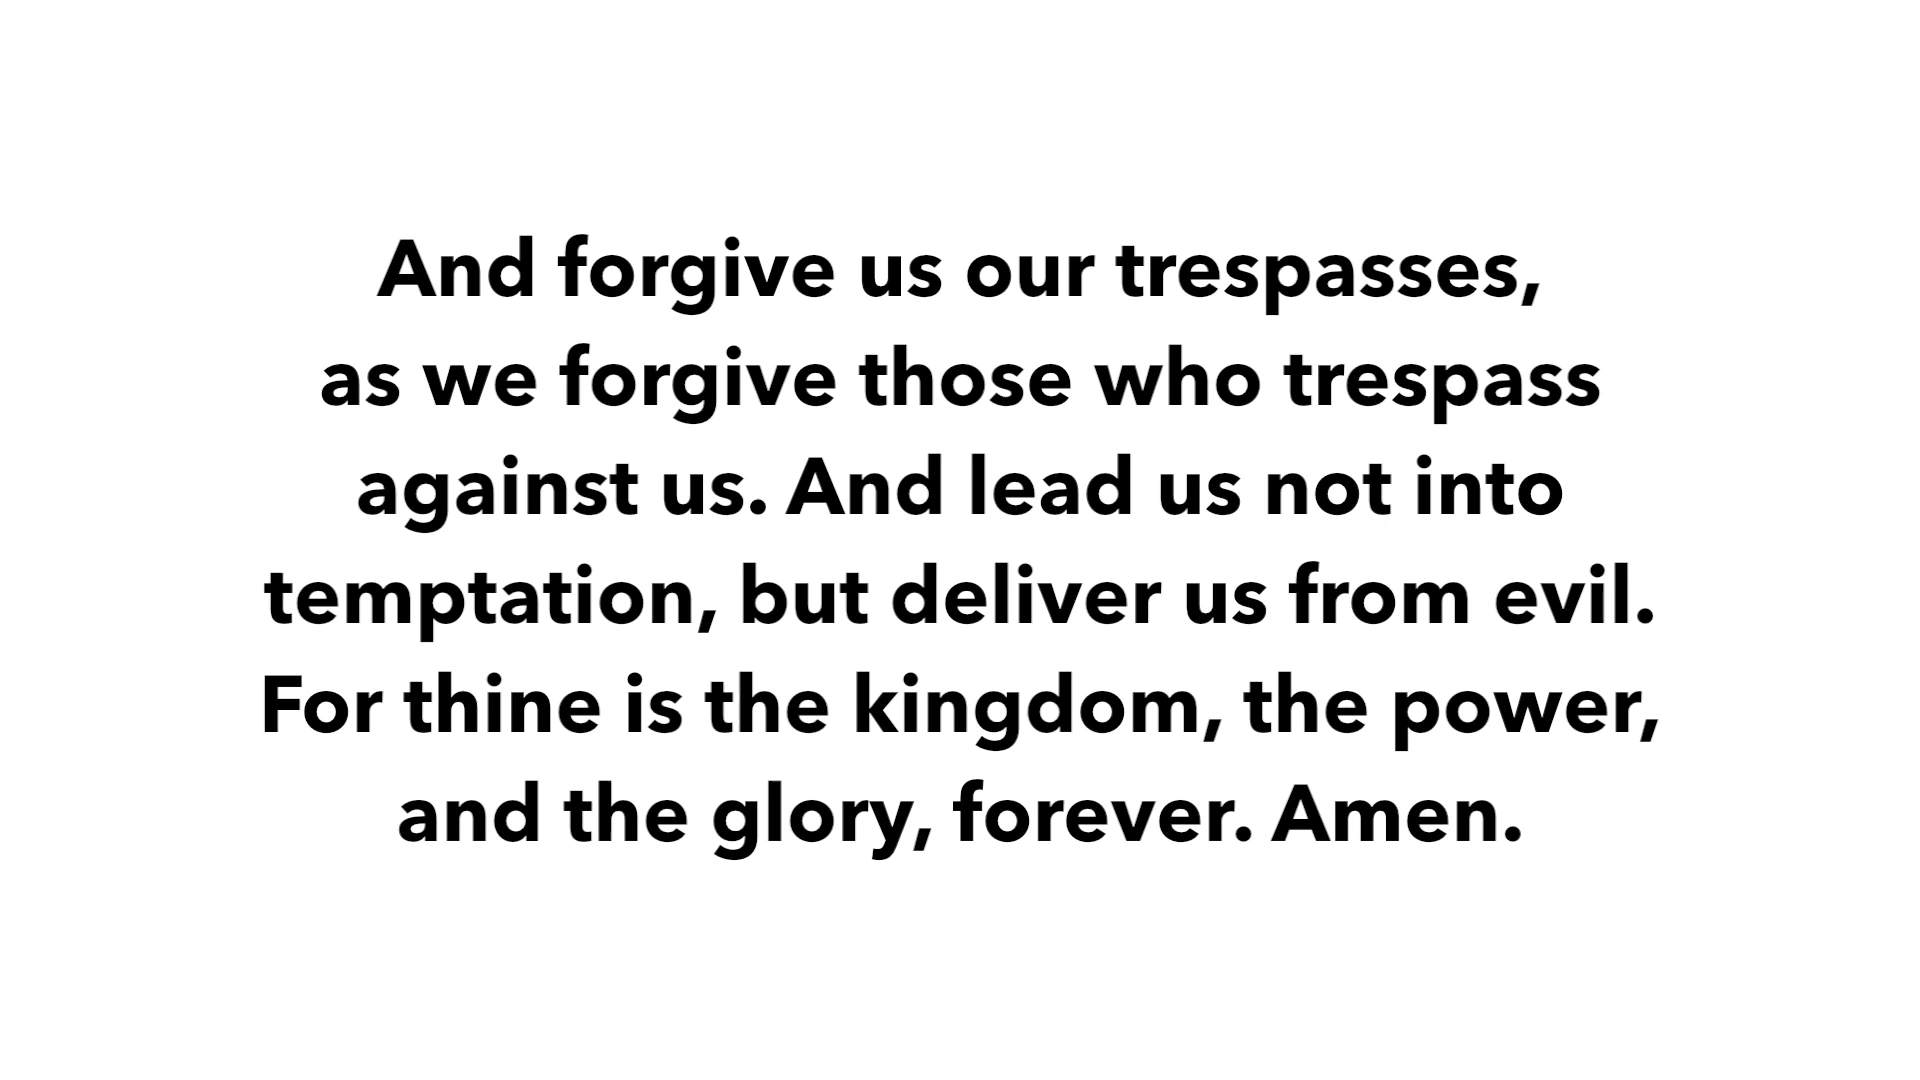 And forgive us our trespasses,
as we forgive those who trespass
against us. And lead us not into
temptation, but deliver us from evil.
For thine is the kingdom, the power,
and the glory, forever. Amen.